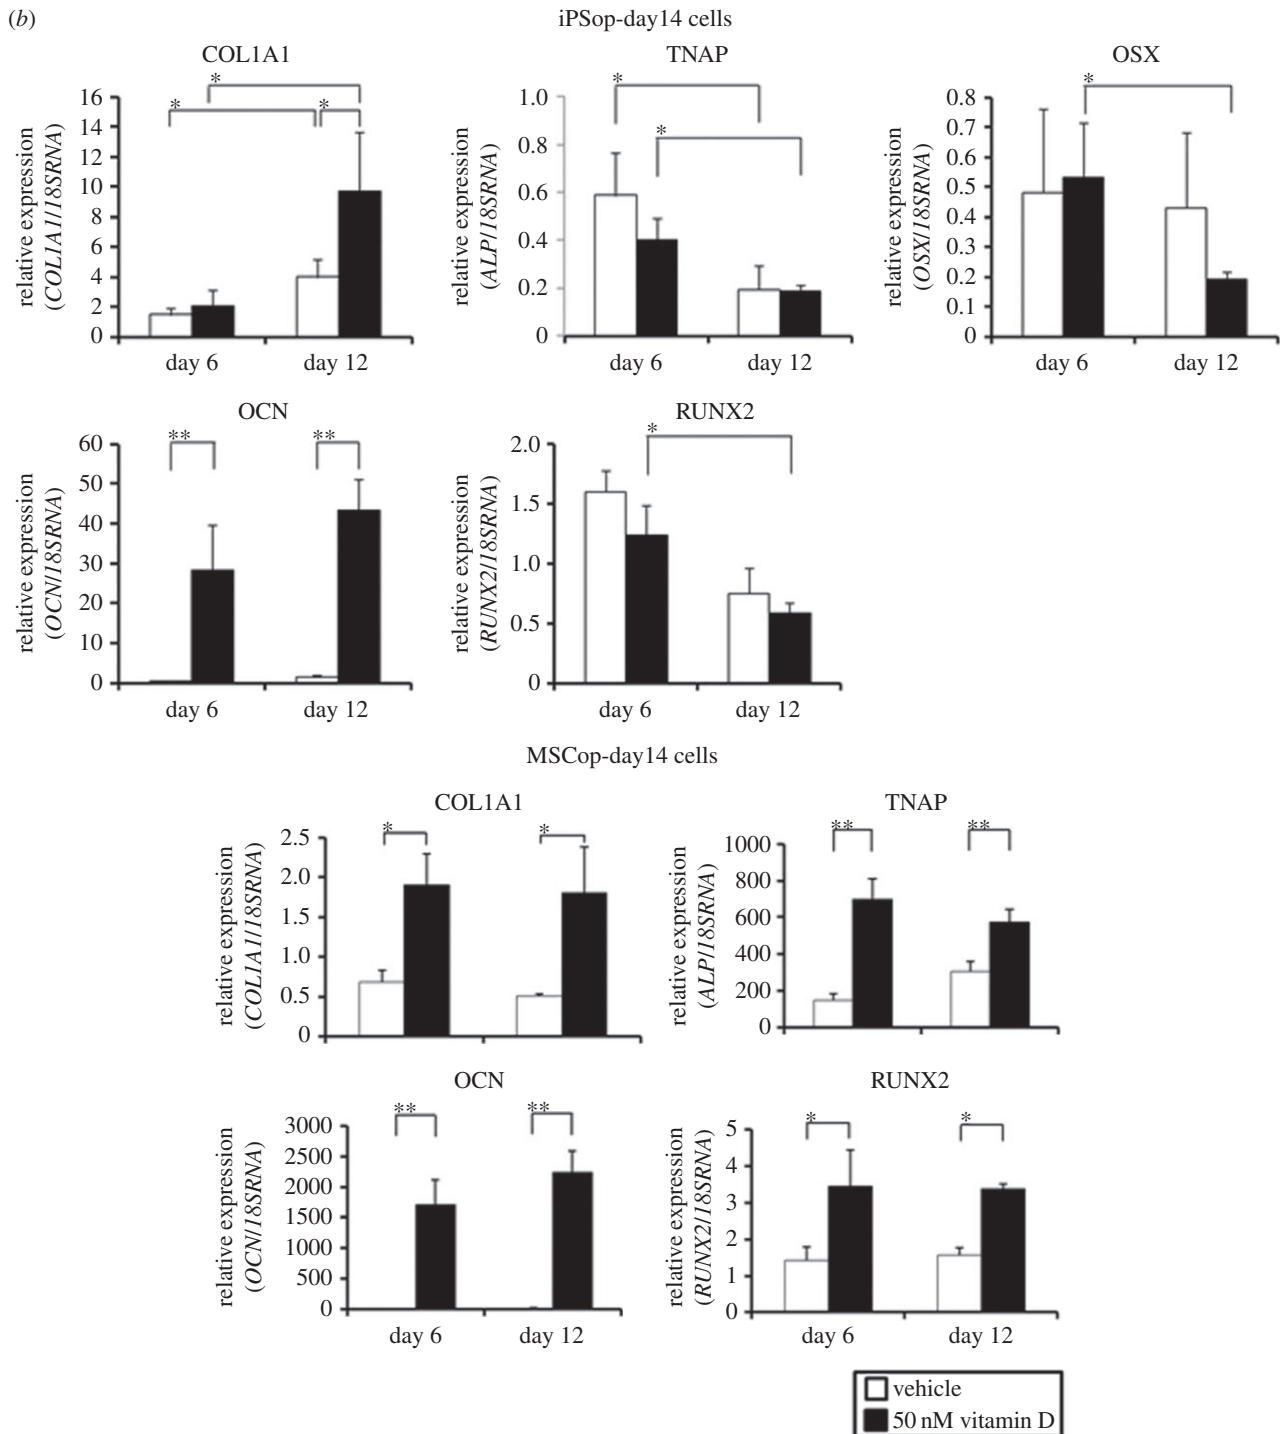 (b)
iPSop-day14 cells
COL1A1
TNAP
OSX
relative expression
(COL1A1/18SRNA)
16
14
12
10
8
6
4
2
0
*
*
*
day 6
day 12
relative expression
(ALP/18SRNA)
1.0
0.8
0.6
0.4
0.2
0
*
*
day 6
day 12
relative expression
(OSX/18SRNA)
0.8
0.7
0.6
0.5
0.4
0.3
0.2
0.1
0
*
day 6
day 12
OCN
RUNX2
relative expression
(OCN/18SRNA)
60
50
40
30
20
10
0
**
**
day 6
day 12
relative expression
(RUNX2/18SRNA)
2.0
1.5
1.0
0.5
0
*
day 6
day 12
MSCop-day14 cells
COL1A1
TNAP
relative expression
(COL1A1/18SRNA)
2.5
2.0
1.5
1.0
0.5
0
*
*
relative expression
(ALP/18SRNA)
1000
800
600
400
200
0
**
**
OCN
RUNX2
relative expression
(OCN/18SRNA)
3000
2500
2000
1500
1000
500
0
**
**
day 6
day 12
relative expression
(RUNX2/18SRNA)
5
4
3
2
1
0
*
*
day 6
day 12
vehicle
50 nM vitamin D